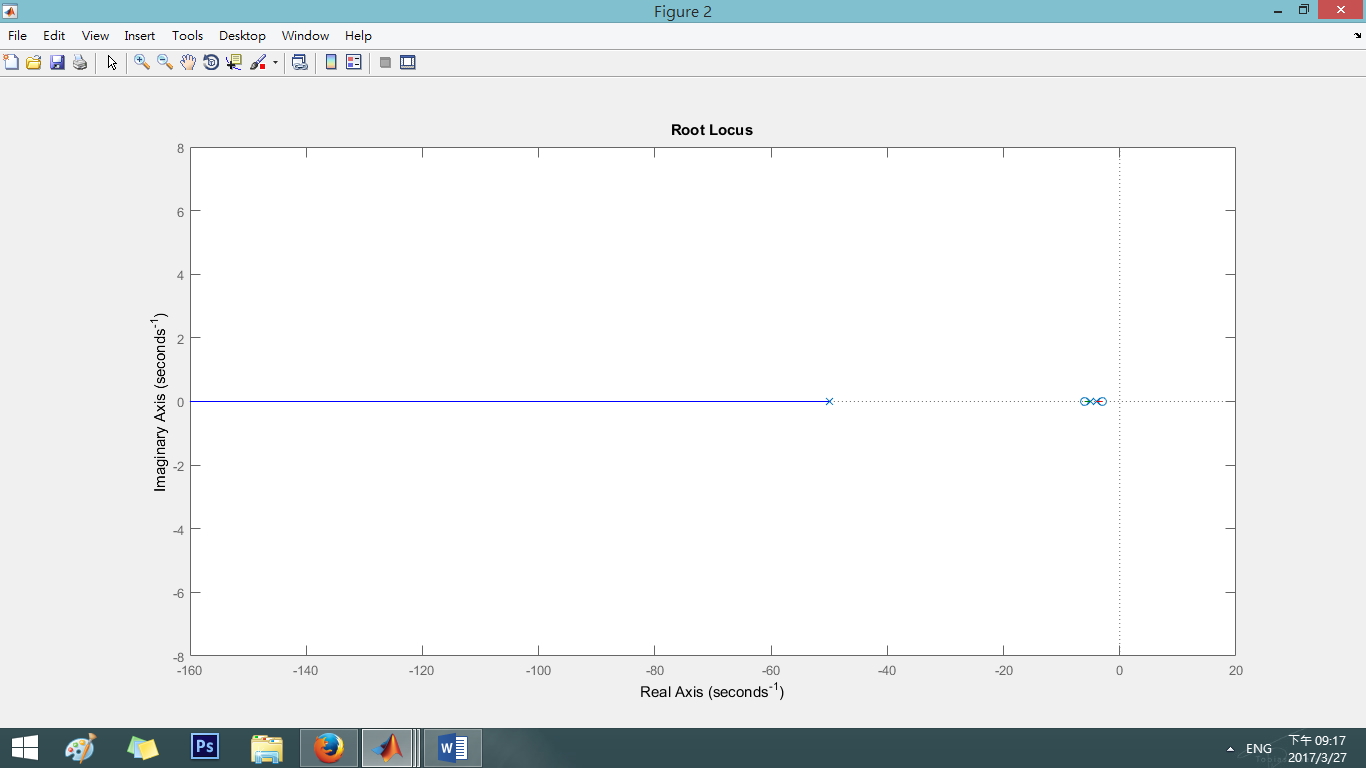 Figure 2
File Edit View Insert Tools Desktop Window Help
Root Locus
8
6
4
2
0
-2
-4
-6
-8
Imaginary Axis (seconds-1)
-160 -140 -120 -100 -80 -60 -40 -20 0 20
Real Axis (seconds-1)
Ps
W
ENG
下午 09:17
2017/3/27